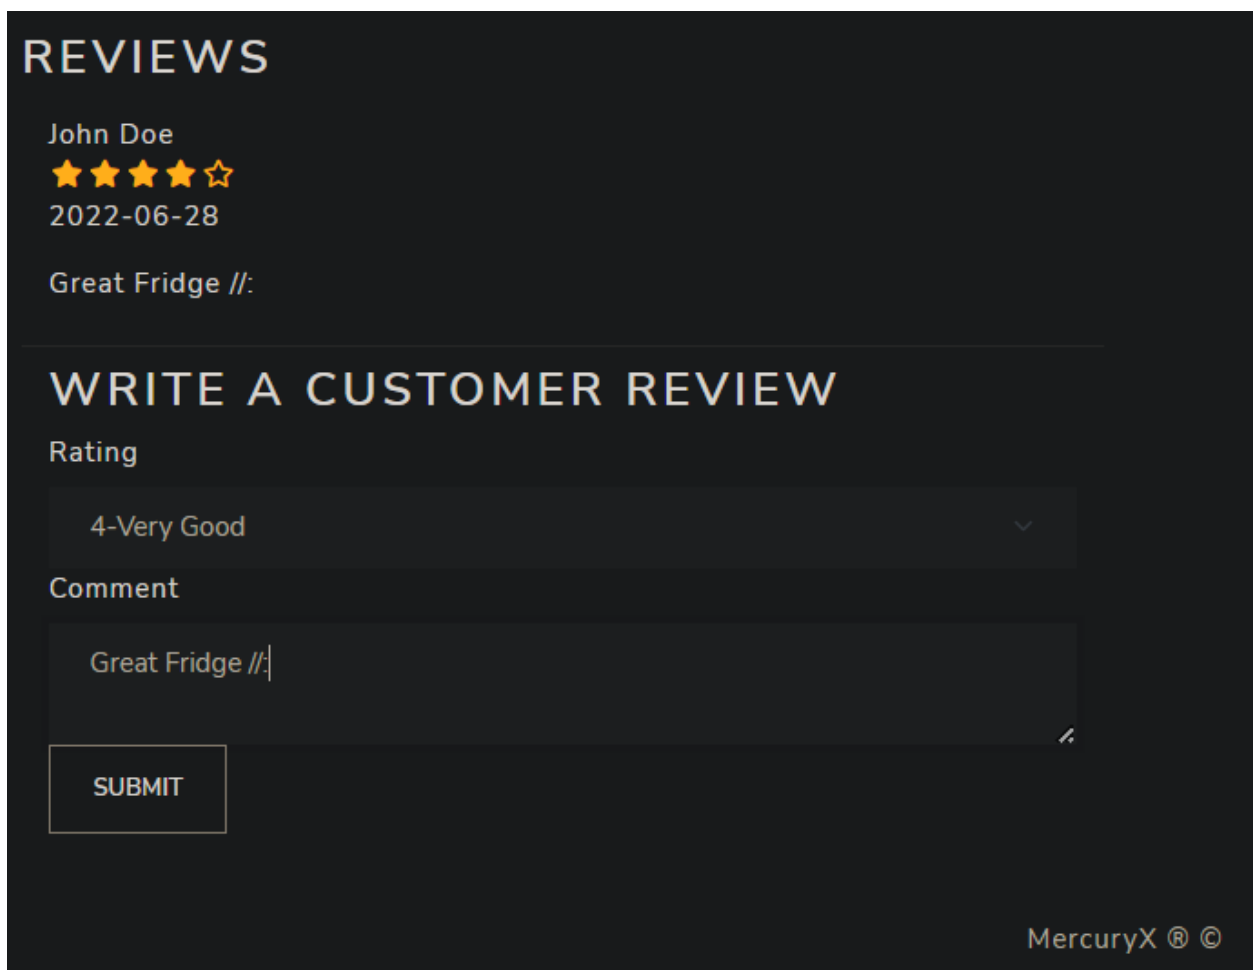 REVIEWS
John Doe
2022-06-28
Great Fridge //:
WRITE A CUSTOMER REVIEW
Rating
4-Very Good
Comment
Great Fridge //:
SUBMIT
MercuryX ® ©